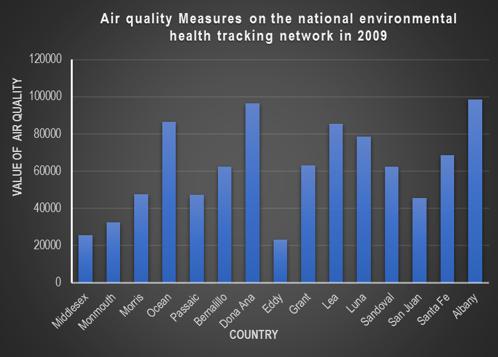 Air quality Measures on the national environmental
health tracking network in 2009
VALUE OF AIR QUALITY
120000
100000
80000
60000
40000
20000
0
Middlesex
Monmouth
Morris
Ocean
Passaic
Bernalillo
Dona Ana
Eddy
Grant
Lea
Luna
Sandoval
San Juan
Santa Fe
Albany
COUNTRY